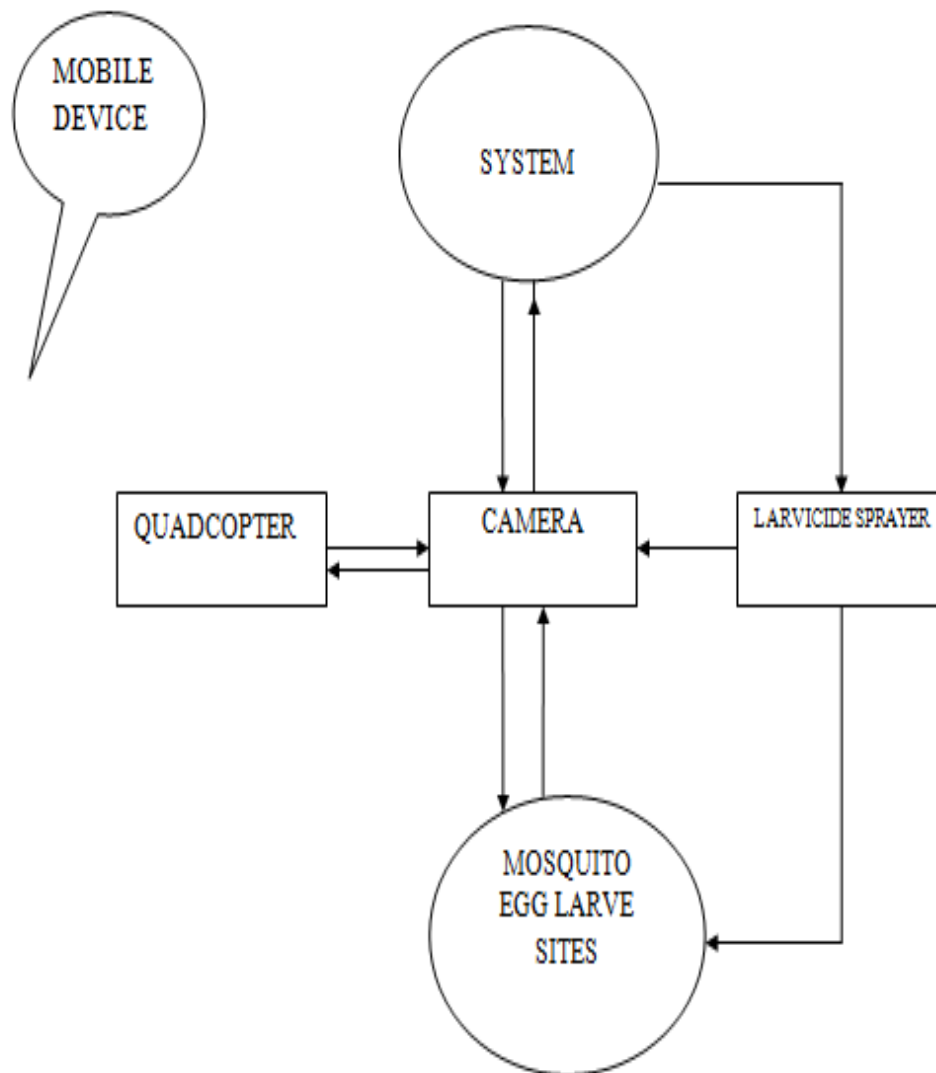 MOBILE
DEVICE
SYSTEM
QUADCOPTER
CAMERA
LARVICIDE SPRAYER
MOSQUITO
EGG LARVE
SITES